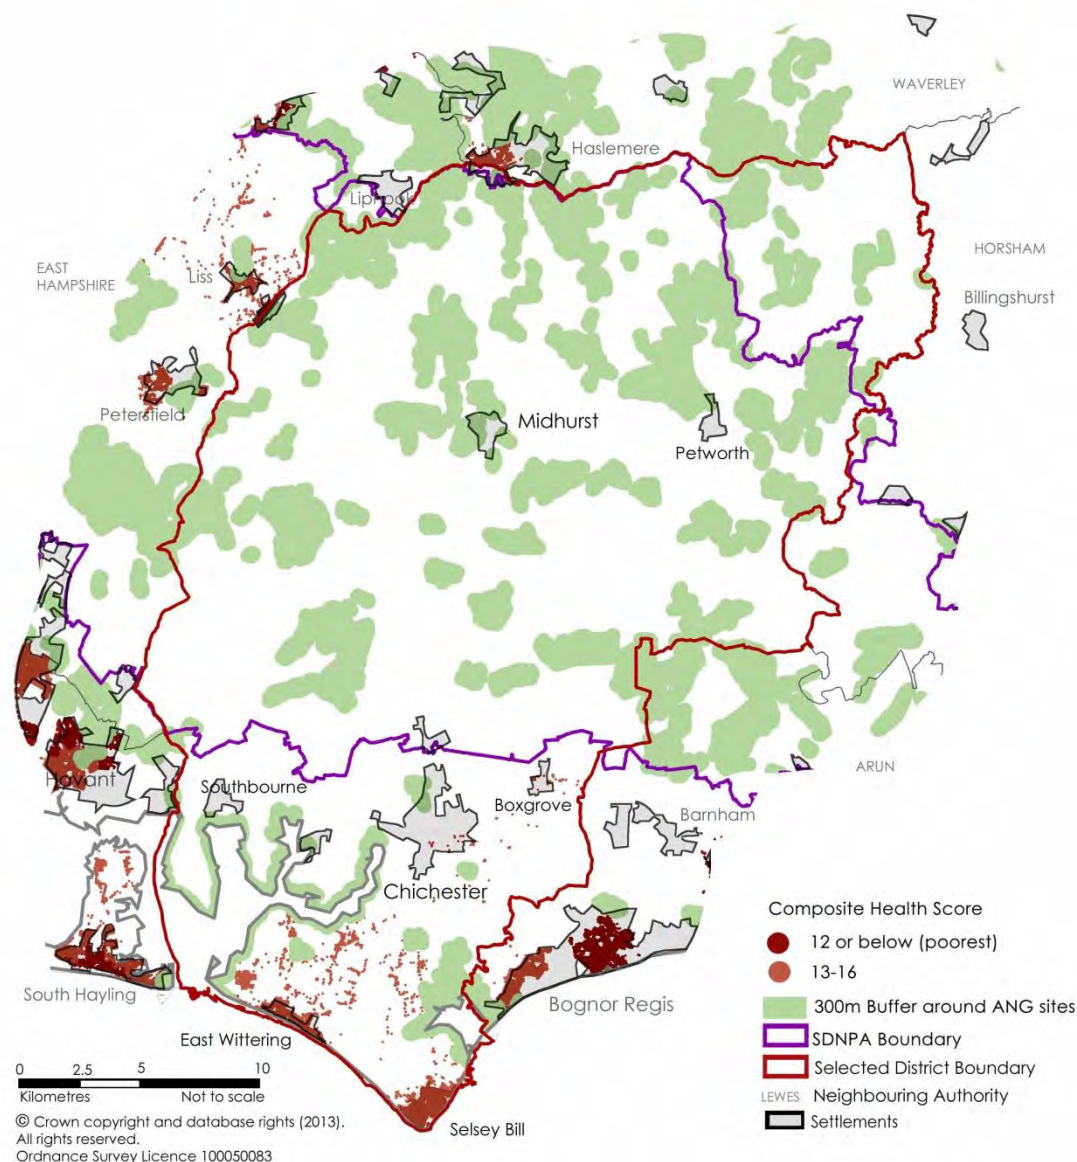 WAVERLEY
Haslemere
Liphook
HORSHAM
EAST
HAMPSHIRE
Liss
Billingshurst
Petersfield
Midhurst
Petworth
ARUN
Havant
Southbourne
Boxgrove
Barnham
Chichester
South Hayling
Bognor Regis
East Wittering
Selsey Bill
Composite Health Score
12 or below (poorest)
13-16
300m Buffer around ANG sites
SDNPA Boundary
Selected District Boundary
LEWES Neighbouring Authority
Settlements
0 2.5 5 10
Kilometres Not to scale
© Crown copyright and database rights (2013).
All rights reserved.
Ordnance Survey Licence 100050083